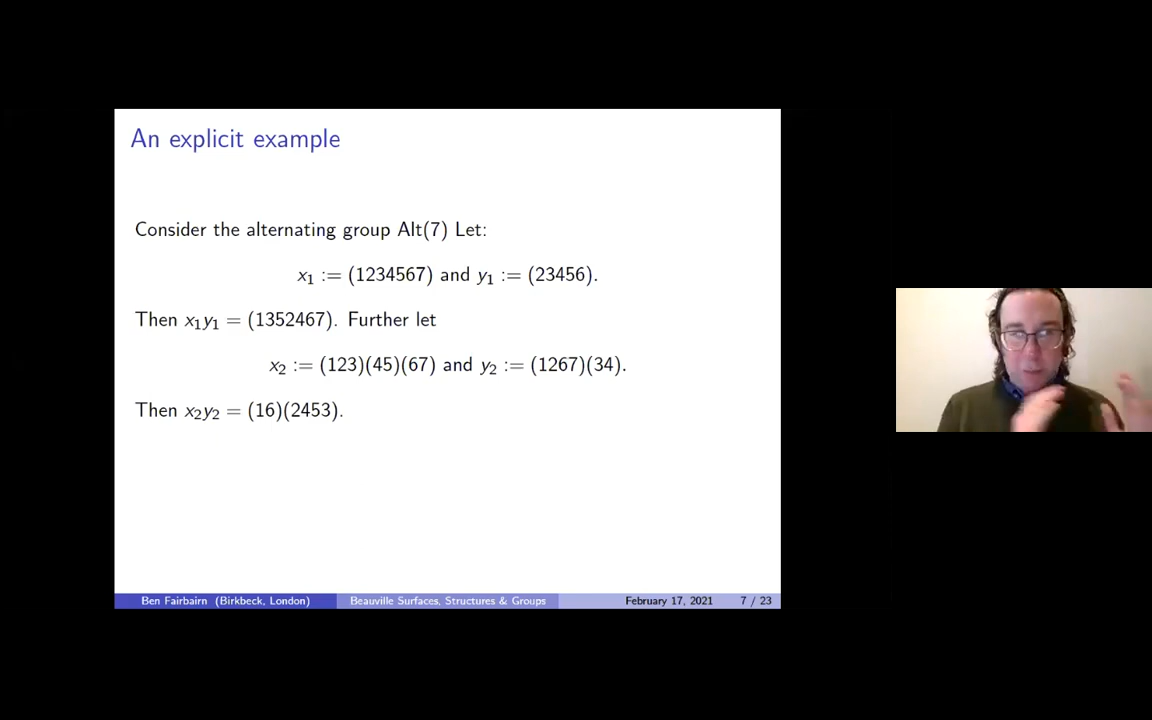 An explicit example
Consider the alternating group Alt(7) Let:
x₁ := (1234567) and y₁ := (23456).
Then x₁y₁ = (1352467). Further let
x₂ := (123)(45)(67) and y₂ := (1267)(34).
Then x₂y₂ = (16)(2453).
Ben Fairbairn (Birkbeck, London) Beauville Surfaces, Structures & Groups February 17, 2021 7 / 23